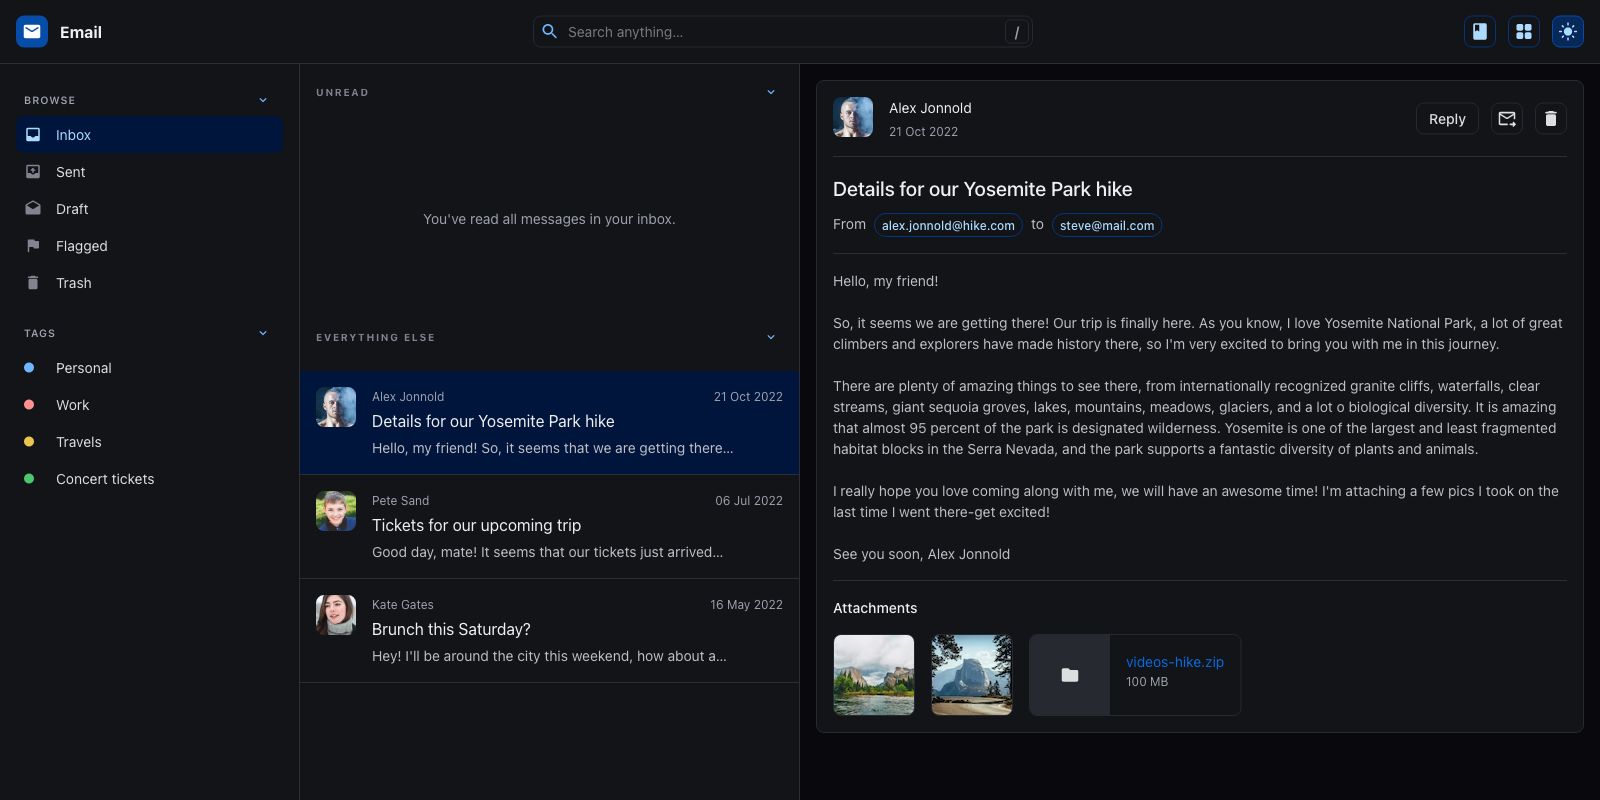 Email
Search anything…
/
BROWSE
Inbox
Sent
Draft
Flagged
Trash
TAGS
Personal
Work
Travels
Concert tickets
UNREAD
You've read all messages in your inbox.
EVERYTHING ELSE
Alex Jonnold
21 Oct 2022
Details for our Yosemite Park hike
Hello, my friend! So, it seems that we are getting there…
Pete Sand
06 Jul 2022
Tickets for our upcoming trip
Good day, mate! It seems that our tickets just arrived…
Kate Gates
16 May 2022
Brunch this Saturday?
Hey! I'll be around the city this weekend, how about a…
Alex Jonnold
21 Oct 2022
Reply
Details for our Yosemite Park hike
From alex.jonnold@hike.com to steve@mail.com
Hello, my friend!
So, it seems we are getting there! Our trip is finally here. As you know, I love Yosemite National Park, a lot of great
climbers and explorers have made history there, so I'm very excited to bring you with me in this journey.
There are plenty of amazing things to see there, from internationally recognized granite cliffs, waterfalls, clear
streams, giant sequoia groves, lakes, mountains, meadows, glaciers, and a lot o biological diversity. It is amazing
that almost 95 percent of the park is designated wilderness. Yosemite is one of the largest and least fragmented
habitat blocks in the Serra Nevada, and the park supports a fantastic diversity of plants and animals.
I really hope you love coming along with me, we will have an awesome time! I'm attaching a few pics I took on the
last time I went there-get excited!
See you soon, Alex Jonnold
Attachments
videos-hike.zip
100 MB